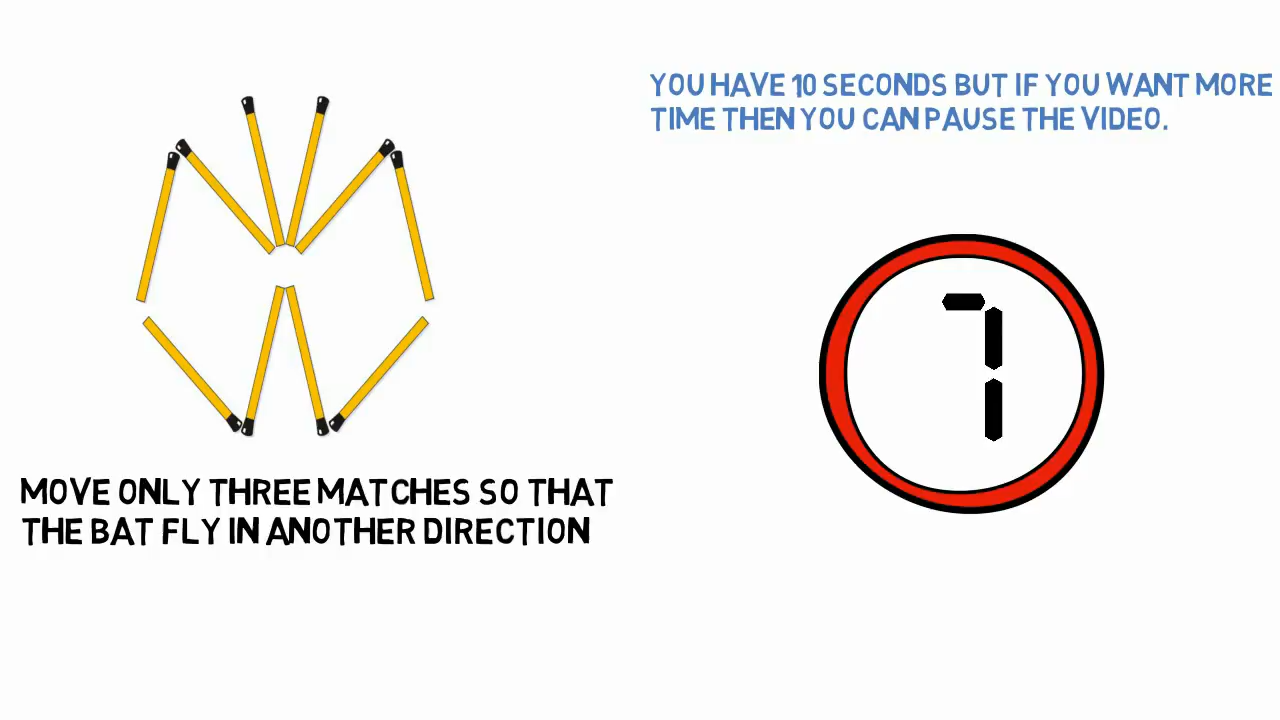 YOU HAVE 10 SECONDS BUT IF YOU WANT MORE
TIME THEN YOU CAN PAUSE THE VIDEO.
7
MOVE ONLY THREE MATCHES SO THAT
THE BAT FLY IN ANOTHER DIRECTION